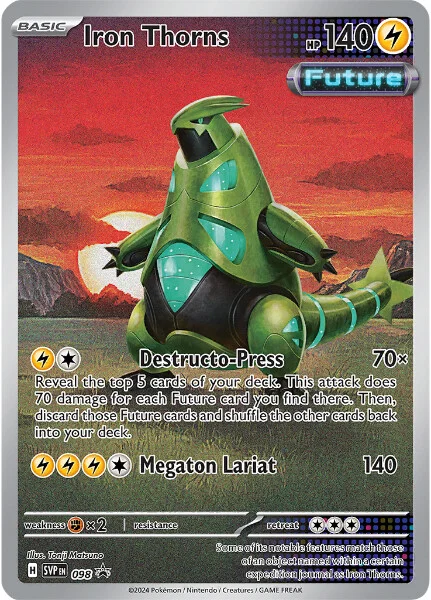 BASIC
Iron Thorns
HP 140
Future
Destructo-Press 70×
Reveal the top 5 cards of your deck. This attack does
70 damage for each Future card you find there. Then,
discard those Future cards and shuffle the other cards back
into your deck.
Megaton Lariat 140
weakness ×2 resistance retreat
Illus. Tonji Matsuno
Some of its notable features match those
of an object named within a certain
expedition journal as Iron Thorns.
H SVP EN 098
©2024 Pokémon / Nintendo / Creatures / GAME FREAK